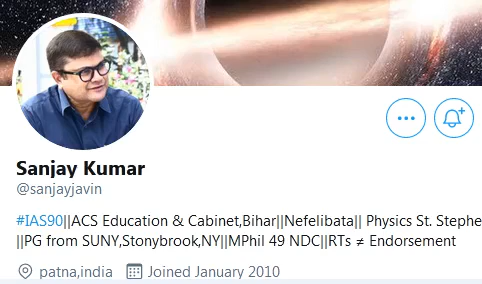 Sanjay Kumar
@sanjayjavin
#IAS90||ACS Education & Cabinet,Bihar||Nefelibata|| Physics St. Stephe
||PG from SUNY,Stonybrook,NY||MPhil 49 NDC||RTs ≠ Endorsement
patna,india Joined January 2010